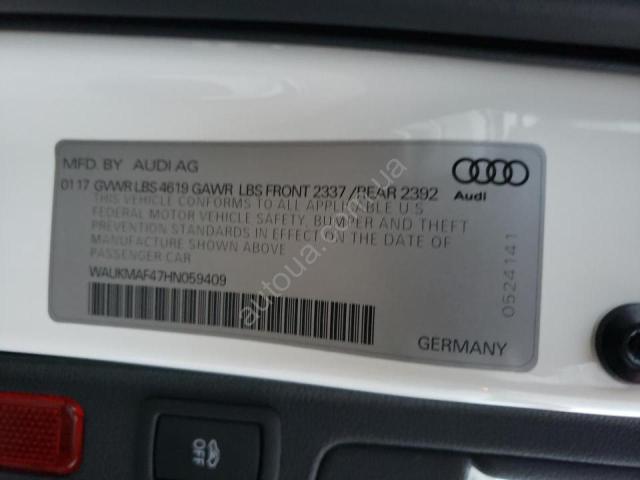 MFD. BY AUDI AG
01 17 GVWR LBS 4619 GAWR LBS FRONT 2337 / REAR 2392
THIS VEHICLE CONFORMS TO ALL APPLICABLE U.S
FEDERAL MOTOR VEHICLE SAFETY, BUMPER AND THEFT
PREVENTION STANDARDS IN EFFECT ON THE DATE OF
MANUFACTURE SHOWN ABOVE
PASSENGER CAR
WAUKMAF47HN059409
Audi
0524141
GERMANY
OFF
autoua.com.ua